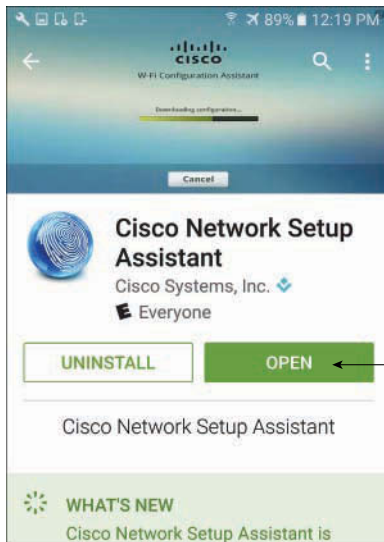 89% 12:19 PM
CISCO
Wi-Fi Configuration Assistant
Downloading configuration...
Cancel
Cisco Network Setup
Assistant
Cisco Systems, Inc.
E Everyone
UNINSTALL
OPEN
Cisco Network Setup Assistant
WHAT'S NEW
Cisco Network Setup Assistant is